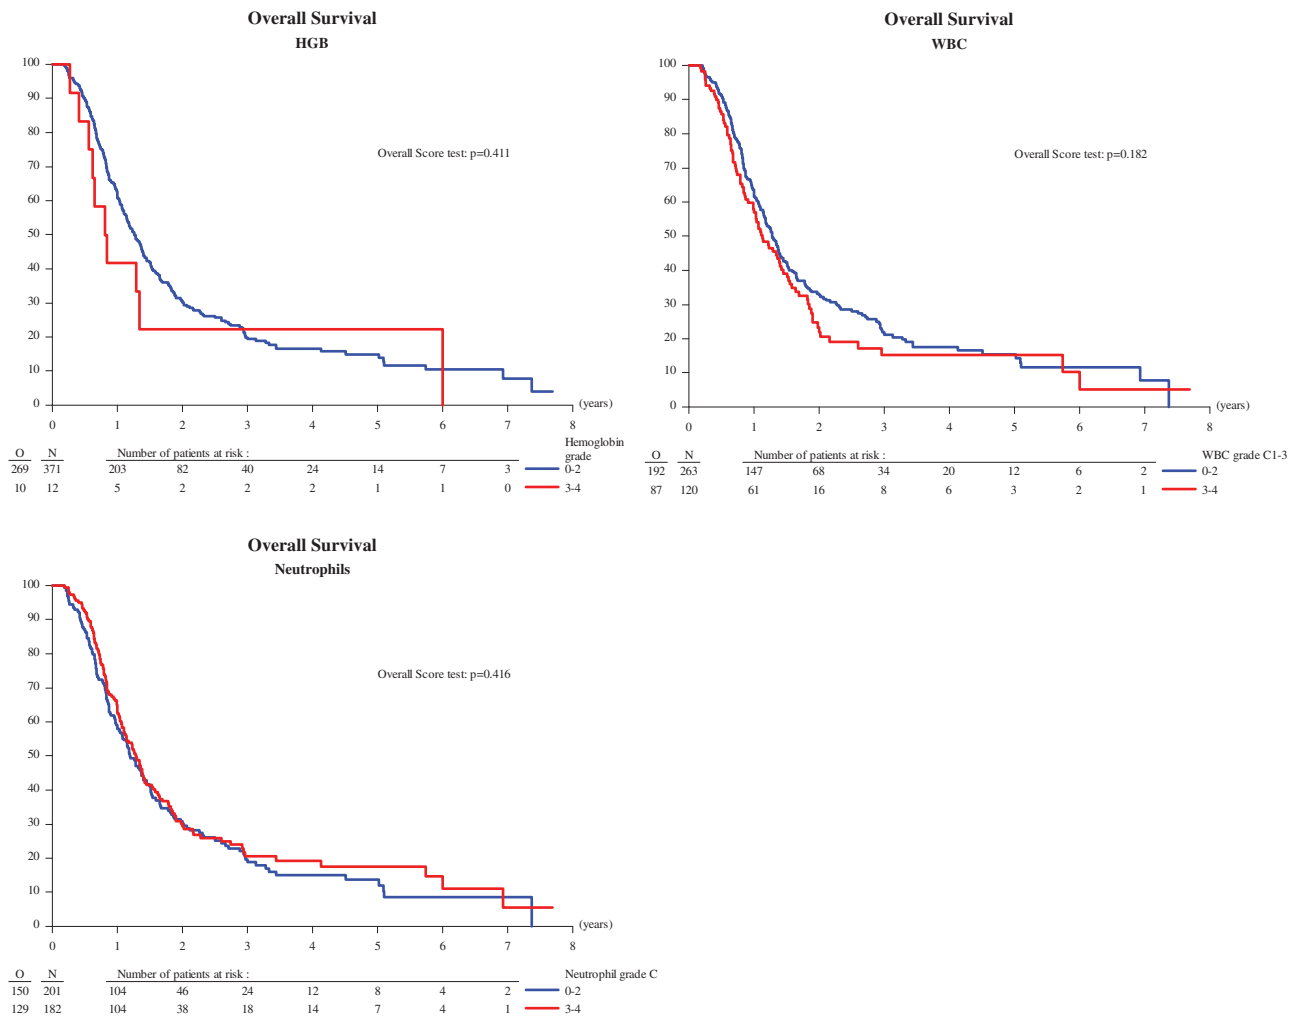 Overall Survival
HGB
100
90
80
70
60
50
40
30
20
10
0
Overall Score test: p=0.411
(years)
0 1 2 3 4 5 6 7 8
O N Number of patients at risk :
Hemoglobin
grade
269 371 203 82 40 24 14 7 3 0-2
10 12 5 2 2 2 1 1 0 3-4
Overall Survival
WBC
100
90
80
70
60
50
40
30
20
10
0
Overall Score test: p=0.182
(years)
0 1 2 3 4 5 6 7 8
O N Number of patients at risk : WBC grade C1-3
192 263 147 68 34 20 12 6 2 0-2
87 120 61 16 8 6 3 2 1 3-4
Overall Survival
Neutrophils
100
90
80
70
60
50
40
30
20
10
0
Overall Score test: p=0.416
(years)
0 1 2 3 4 5 6 7 8
O N Number of patients at risk : Neutrophil grade C
150 201 104 46 24 12 8 4 2 0-2
129 182 104 38 18 14 7 4 1 3-4